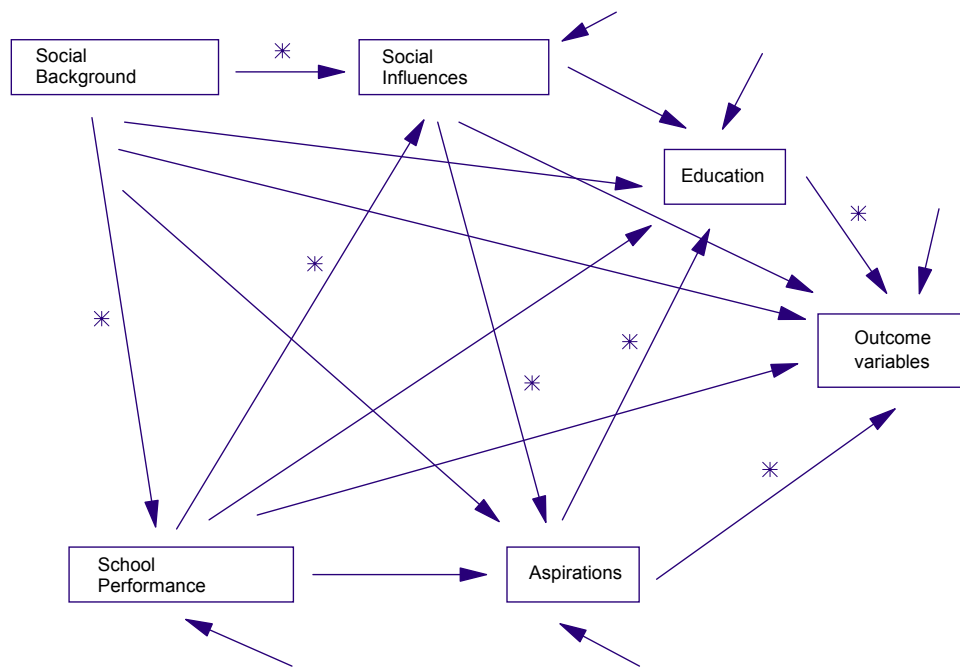 Social
Background
Social
Influences
Education
Outcome
variables
School
Performance
Aspirations